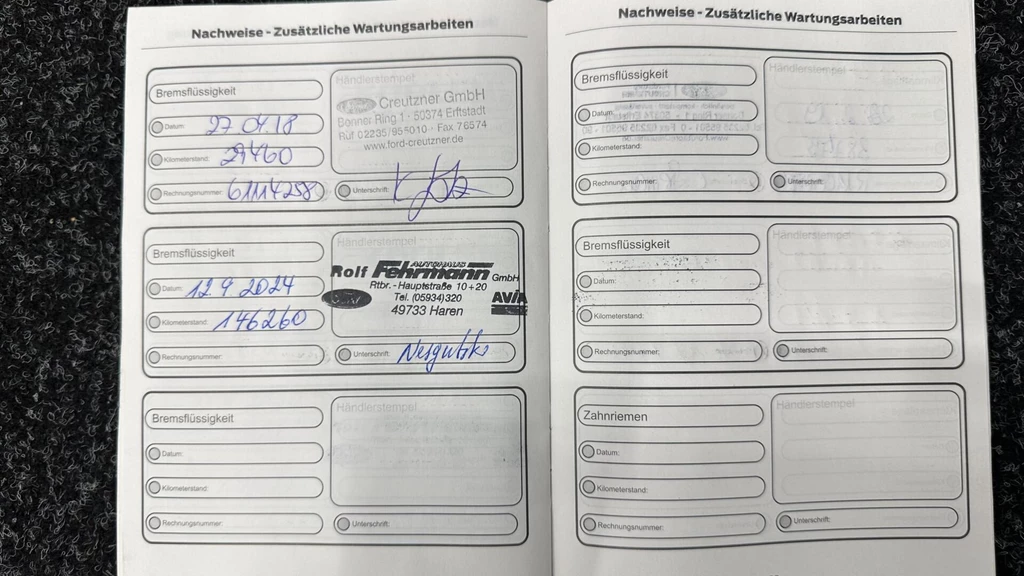 Nachweise - Zusätzliche Wartungsarbeiten
Bremsflüssigkeit
Datum: 27.04.18
Kilometerstand: 29460
Rechnungsnummer: 61114258
Händlerstempel
Creutzner GmbH
Bonner Ring 1 · 50374 Erftstadt
Ruf 02235/955010 · Fax 76574
www.ford-creutzner.de
Unterschrift:
Bremsflüssigkeit
Datum: 12.9.2024
Kilometerstand: 146260
Rechnungsnummer:
Händlerstempel
AUTOHAUS
Rolf Fehrmann GmbH
Rtbr. - Hauptstraße 10+20
Tel. (05934) 320
49733 Haren
AVIA
Unterschrift:
Bremsflüssigkeit
Datum:
Kilometerstand:
Rechnungsnummer:
Händlerstempel
Unterschrift:
Nachweise - Zusätzliche Wartungsarbeiten
Bremsflüssigkeit
Datum:
Kilometerstand:
Rechnungsnummer:
Händlerstempel
Unterschrift:
Bremsflüssigkeit
Datum:
Kilometerstand:
Rechnungsnummer:
Händlerstempel
Unterschrift:
Zahnriemen
Datum:
Kilometerstand:
Rechnungsnummer:
Händlerstempel
Unterschrift: